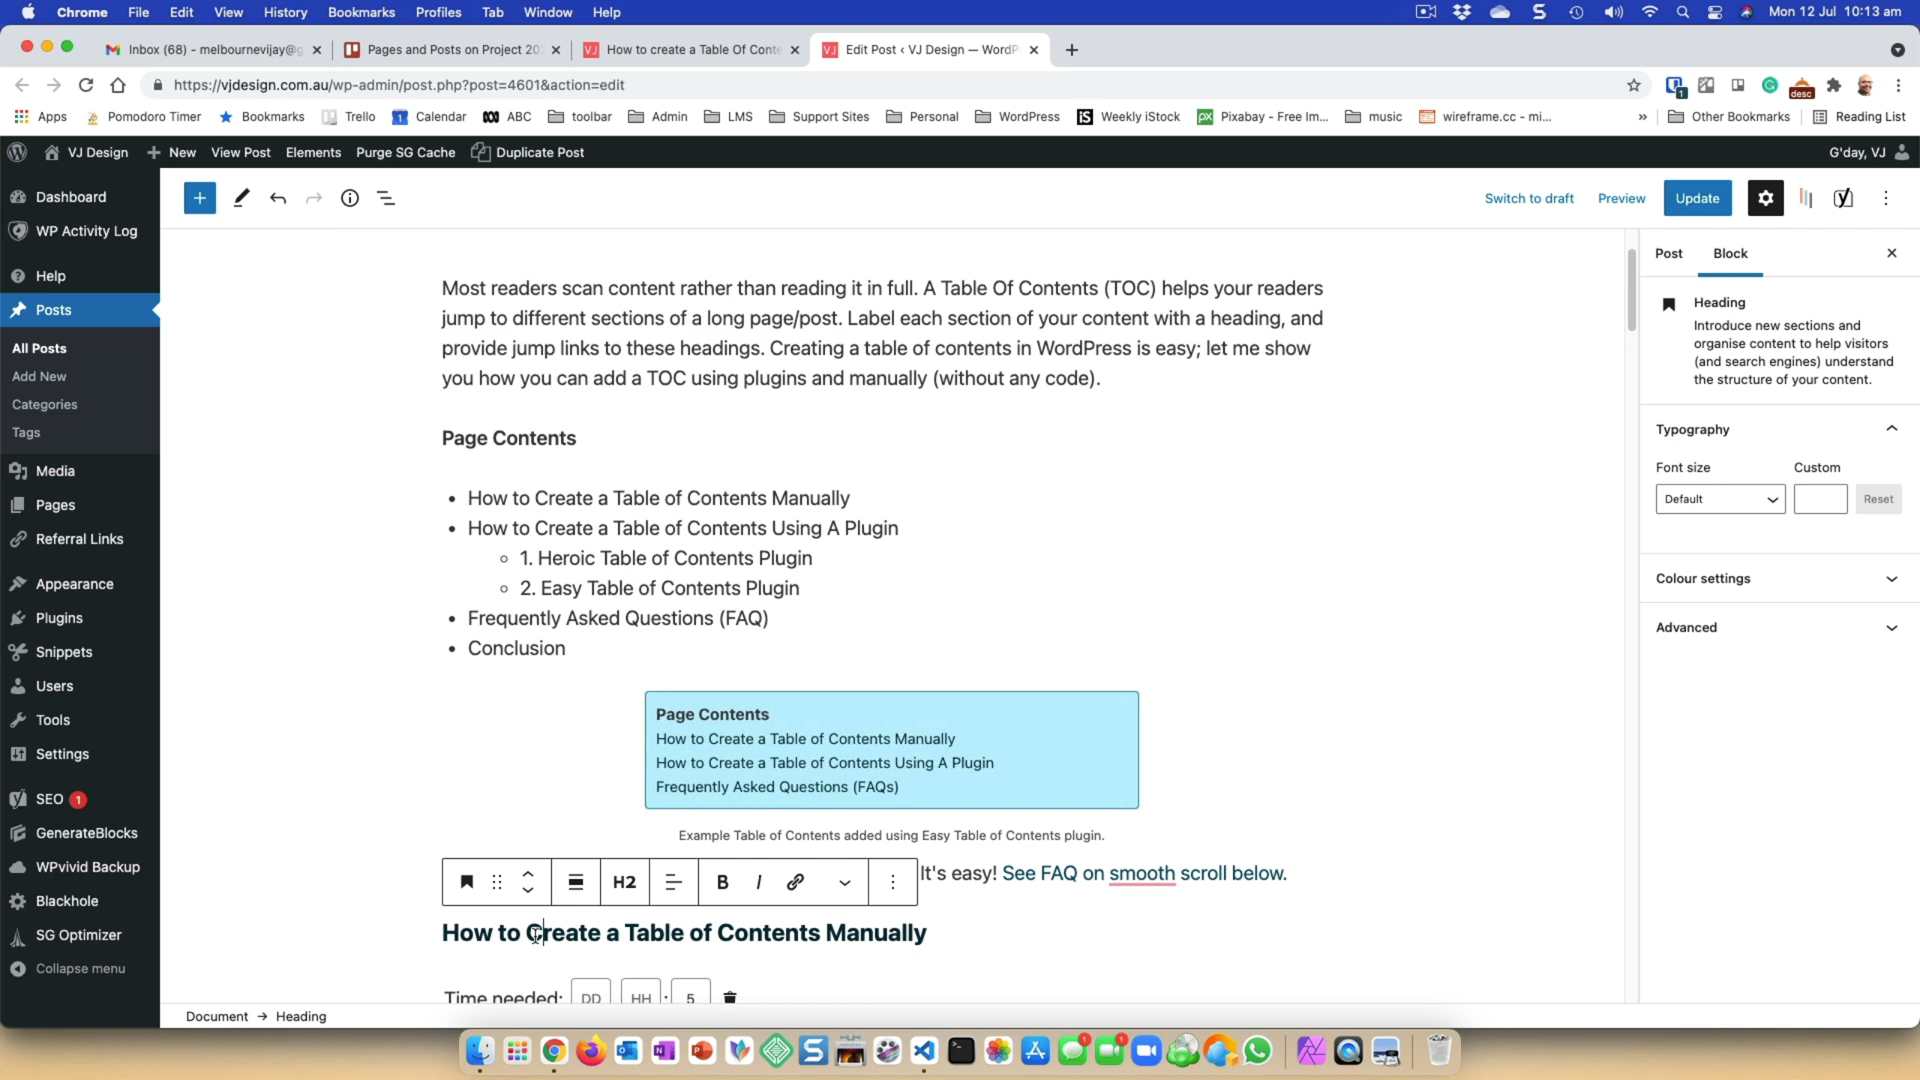 Chrome File Edit View History Bookmarks Profiles Tab Window Help
Mon 12 Jul 10:13 am
Inbox (68) - melbournevijay@g
Pages and Posts on Project 20
How to create a Table Of Conte
Edit Post ‹ VJ Design — WordP
https://vjdesign.com.au/wp-admin/post.php?post=4601&action=edit
1
desc
Apps Pomodoro Timer Bookmarks Trello Calendar ABC toolbar Admin LMS Support Sites Personal WordPress Weekly iStock Pixabay - Free Im... music wireframe.cc - mi... » Other Bookmarks Reading List
VJ Design New View Post Elements Purge SG Cache Duplicate Post
G'day, VJ
Dashboard
WP Activity Log
Help
Posts
All Posts
Add New
Categories
Tags
Media
Pages
Referral Links
Appearance
Plugins
Snippets
Users
Tools
Settings
SEO 1
GenerateBlocks
WPvivid Backup
Blackhole
SG Optimizer
Collapse menu
Switch to draft Preview Update
Most readers scan content rather than reading it in full. A Table Of Contents (TOC) helps your readers
jump to different sections of a long page/post. Label each section of your content with a heading, and
provide jump links to these headings. Creating a table of contents in WordPress is easy; let me show
you how you can add a TOC using plugins and manually (without any code).
Page Contents
• How to Create a Table of Contents Manually
• How to Create a Table of Contents Using A Plugin
◦ 1. Heroic Table of Contents Plugin
◦ 2. Easy Table of Contents Plugin
• Frequently Asked Questions (FAQ)
• Conclusion
Page Contents
How to Create a Table of Contents Manually
How to Create a Table of Contents Using A Plugin
Frequently Asked Questions (FAQs)
Example Table of Contents added using Easy Table of Contents plugin.
It's easy! See FAQ on smooth scroll below.
H2 B I
How to Create a Table of Contents Manually
Time needed: DD HH : 5
Document → Heading
Post Block
Heading
Introduce new sections and
organise content to help visitors
(and search engines) understand
the structure of your content.
Typography
Font size Custom
Default Reset
Colour settings
Advanced